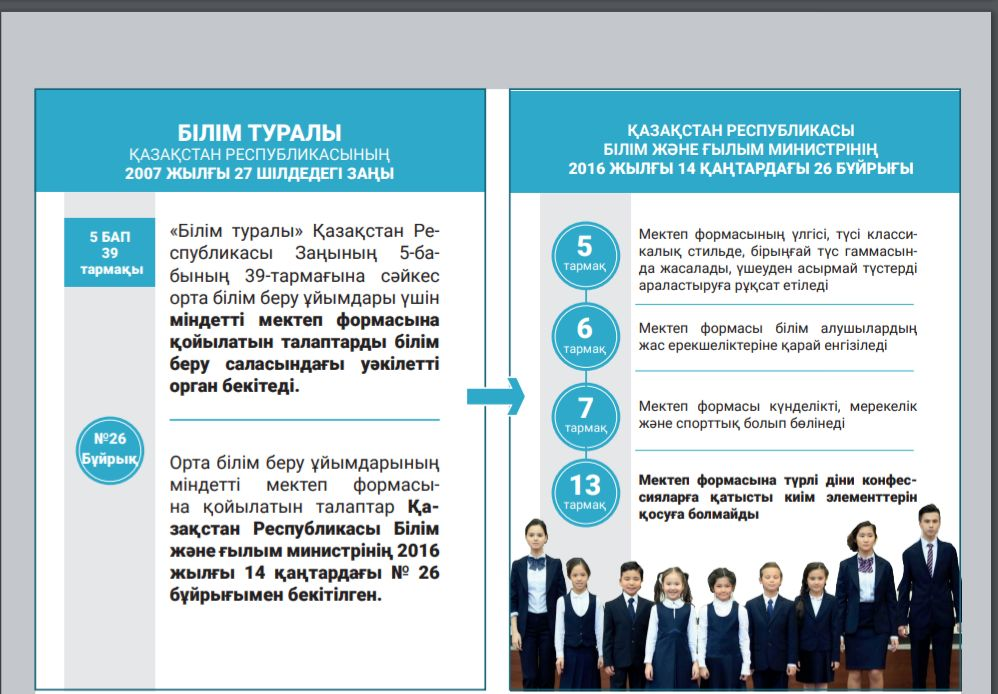 БІЛІМ ТУРАЛЫ
ҚАЗАҚСТАН РЕСПУБЛИКАСЫНЫҢ
2007 ЖЫЛҒЫ 27 ШІЛДЕДЕГІ ЗАҢЫ
5 БАП
39
тармақы
«Білім туралы» Қазақстан Ре-
спубликасы Заңының 5-ба-
бының 39-тармағына сәйкес
орта білім беру ұйымдары үшін
міндетті мектеп формасына
қойылатын талаптарды білім
беру саласындағы уәкілетті
орган бекітеді.
№26
Бұйрық
Орта білім беру ұйымдарының
міндетті мектеп формасы-
на қойылатын талаптар Қа-
зақстан Республикасы Білім
және ғылым министрінің 2016
жылғы 14 қаңтардағы № 26
бұйрығымен бекітілген.
ҚАЗАҚСТАН РЕСПУБЛИКАСЫ
БІЛІМ ЖӘНЕ ҒЫЛЫМ МИНИСТРІНІҢ
2016 ЖЫЛҒЫ 14 ҚАҢТАРДАҒЫ 26 БҰЙРЫҒЫ
5
тармақ
Мектеп формасының үлгісі, түсі класси-
калық стильде, бірыңғай түс гаммасын-
да жасалады, үшеуден асырмай түстерді
араластыруға рұқсат етіледі
6
тармақ
Мектеп формасы білім алушылардың
жас ерекшеліктеріне қарай енгізіледі
7
тармақ
Мектеп формасы күнделікті, мерекелік
және спорттық болып бөлінеді
13
тармақ
Мектеп формасына түрлі діни конфес-
сияларға қатысты киім элементтерін
қосуға болмайды